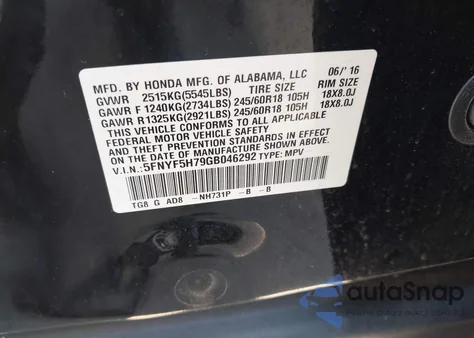 MFD. BY HONDA MFG. OF ALABAMA, LLC 06/'16
GVWR 2515KG(5545LBS) TIRE SIZE RIM SIZE
GAWR F 1240KG(2734LBS) 245/60R18 105H 18X8.0J
GAWR R 1325KG(2921LBS) 245/60R18 105H 18X8.0J
THIS VEHICLE CONFORMS TO ALL APPLICABLE
FEDERAL MOTOR VEHICLE SAFETY AND
THEFT PREVENTION STANDARDS IN EFFECT ON
THE DATE OF MANUFACTURE SHOWN ABOVE.
V.I.N.: 5FNYF5H79GB046292 TYPE: MPV
TG8 G AD8 -NH731P -B -B
autoSnap